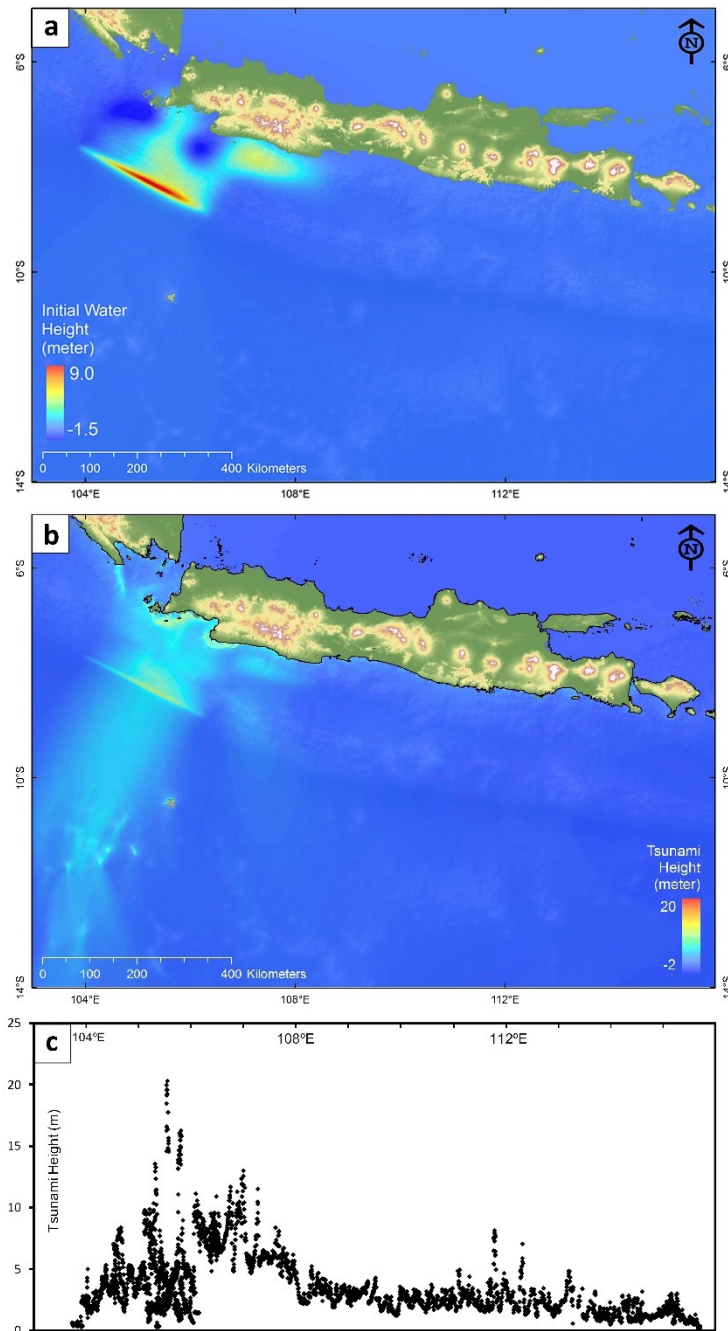 a
N
6°S
6°S
10°S
10°S
Initial Water
Height
(meter)
9.0
-1.5
0 100 200 400 Kilometers
14°S
14°S
104°E
108°E
112°E
b
N
6°S
6°S
10°S
10°S
Tsunami
Height
(meter)
20
-2
0 100 200 400 Kilometers
14°S
14°S
104°E
108°E
112°E
25
c
104°E
108°E
112°E
20
15
10
5
0
Tsunami Height (m)